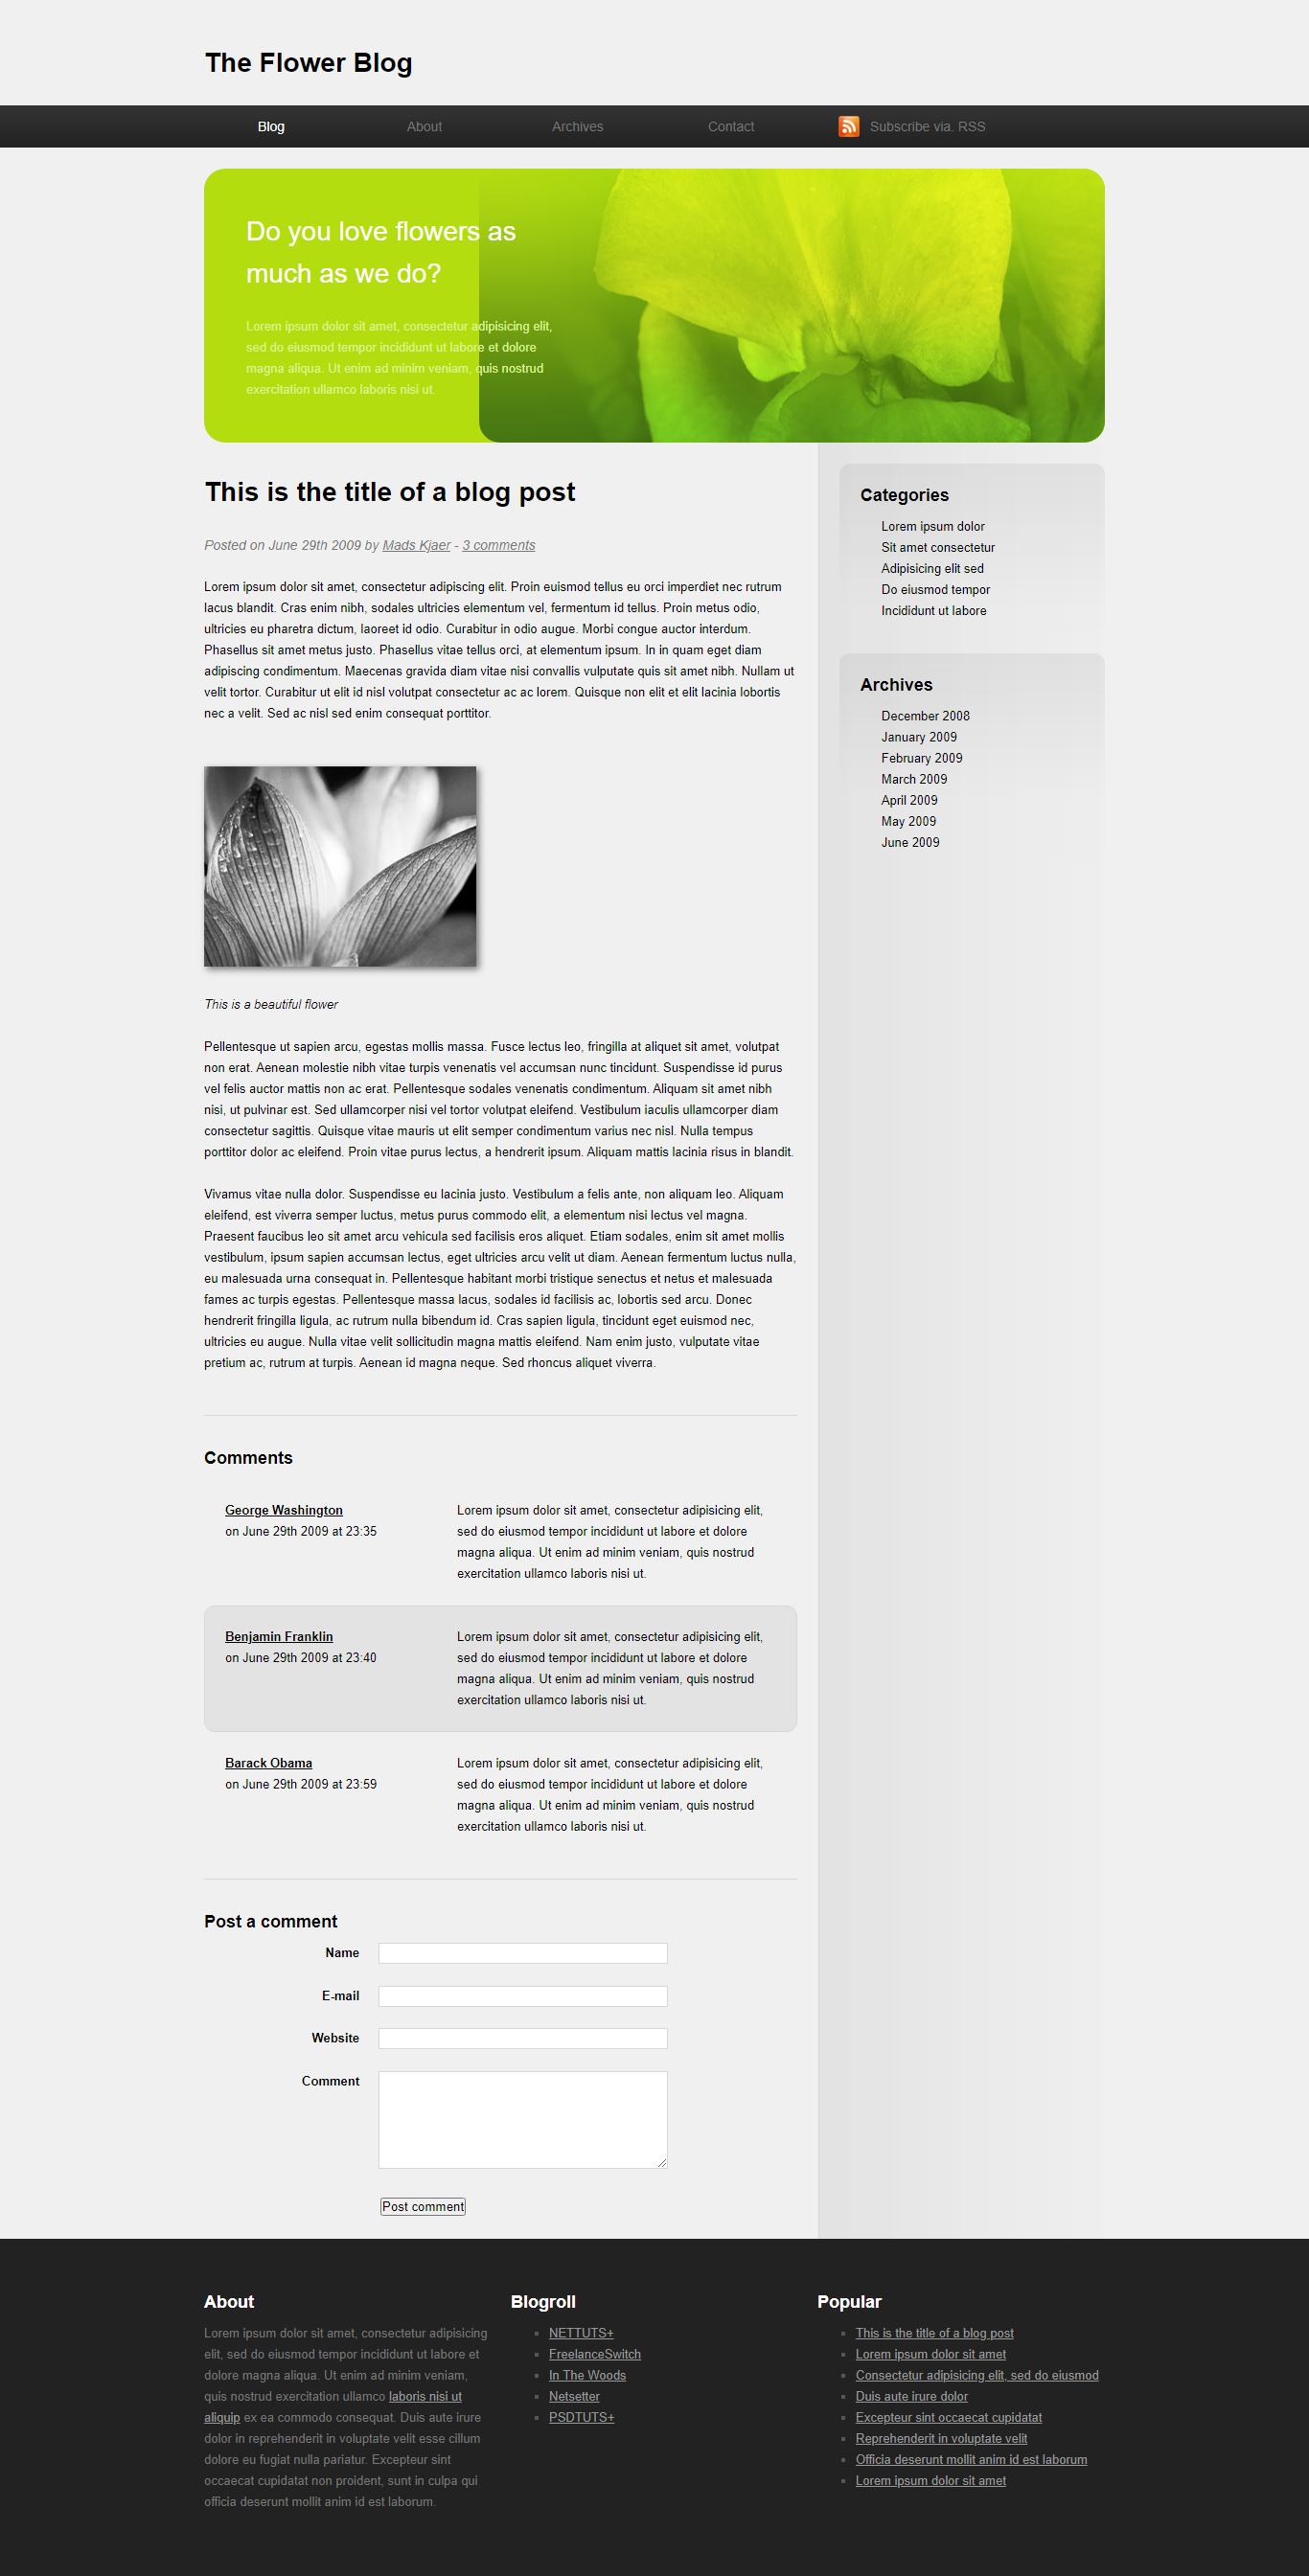 The Flower Blog
Blog About Archives Contact Subscribe via. RSS
Do you love flowers as
much as we do?
Lorem ipsum dolor sit amet, consectetur adipisicing elit,
sed do eiusmod tempor incididunt ut labore et dolore
magna aliqua. Ut enim ad minim veniam, quis nostrud
exercitation ullamco laboris nisi ut.
This is the title of a blog post
Posted on June 29th 2009 by Mads Kjaer - 3 comments
Lorem ipsum dolor sit amet, consectetur adipiscing elit. Proin euismod tellus eu orci imperdiet nec rutrum
lacus blandit. Cras enim nibh, sodales ultricies elementum vel, fermentum id tellus. Proin metus odio,
ultricies eu pharetra dictum, laoreet id odio. Curabitur in odio augue. Morbi congue auctor interdum.
Phasellus sit amet metus justo. Phasellus vitae tellus orci, at elementum ipsum. In in quam eget diam
adipiscing condimentum. Maecenas gravida diam vitae nisi convallis vulputate quis sit amet nibh. Nullam ut
velit tortor. Curabitur ut elit id nisl volutpat consectetur ac ac lorem. Quisque non elit et elit lacinia lobortis
nec a velit. Sed ac nisl sed enim consequat porttitor.
This is a beautiful flower
Pellentesque ut sapien arcu, egestas mollis massa. Fusce lectus leo, fringilla at aliquet sit amet, volutpat
non erat. Aenean molestie nibh vitae turpis venenatis vel accumsan nunc tincidunt. Suspendisse id purus
vel felis auctor mattis non ac erat. Pellentesque sodales venenatis condimentum. Aliquam sit amet nibh
nisi, ut pulvinar est. Sed ullamcorper nisi vel tortor volutpat eleifend. Vestibulum iaculis ullamcorper diam
consectetur sagittis. Quisque vitae mauris ut elit semper condimentum varius nec nisl. Nulla tempus
porttitor dolor ac eleifend. Proin vitae purus lectus, a hendrerit ipsum. Aliquam mattis lacinia risus in blandit.
Vivamus vitae nulla dolor. Suspendisse eu lacinia justo. Vestibulum a felis ante, non aliquam leo. Aliquam
eleifend, est viverra semper luctus, metus purus commodo elit, a elementum nisi lectus vel magna.
Praesent faucibus leo sit amet arcu vehicula sed facilisis eros aliquet. Etiam sodales, enim sit amet mollis
vestibulum, ipsum sapien accumsan lectus, eget ultricies arcu velit ut diam. Aenean fermentum luctus nulla,
eu malesuada urna consequat in. Pellentesque habitant morbi tristique senectus et netus et malesuada
fames ac turpis egestas. Pellentesque massa lacus, sodales id facilisis ac, lobortis sed arcu. Donec
hendrerit fringilla ligula, ac rutrum nulla bibendum id. Cras sapien ligula, tincidunt eget euismod nec,
ultricies eu augue. Nulla vitae velit sollicitudin magna mattis eleifend. Nam enim justo, vulputate vitae
pretium ac, rutrum at turpis. Aenean id magna neque. Sed rhoncus aliquet viverra.
Comments
George Washington
on June 29th 2009 at 23:35
Lorem ipsum dolor sit amet, consectetur adipisicing elit,
sed do eiusmod tempor incididunt ut labore et dolore
magna aliqua. Ut enim ad minim veniam, quis nostrud
exercitation ullamco laboris nisi ut.
Benjamin Franklin
on June 29th 2009 at 23:40
Lorem ipsum dolor sit amet, consectetur adipisicing elit,
sed do eiusmod tempor incididunt ut labore et dolore
magna aliqua. Ut enim ad minim veniam, quis nostrud
exercitation ullamco laboris nisi ut.
Barack Obama
on June 29th 2009 at 23:59
Lorem ipsum dolor sit amet, consectetur adipisicing elit,
sed do eiusmod tempor incididunt ut labore et dolore
magna aliqua. Ut enim ad minim veniam, quis nostrud
exercitation ullamco laboris nisi ut.
Post a comment
Name
E-mail
Website
Comment
Post comment
Categories
Lorem ipsum dolor
Sit amet consectetur
Adipisicing elit sed
Do eiusmod tempor
Incididunt ut labore
Archives
December 2008
January 2009
February 2009
March 2009
April 2009
May 2009
June 2009
About
Lorem ipsum dolor sit amet, consectetur adipisicing
elit, sed do eiusmod tempor incididunt ut labore et
dolore magna aliqua. Ut enim ad minim veniam,
quis nostrud exercitation ullamco laboris nisi ut
aliquip ex ea commodo consequat. Duis aute irure
dolor in reprehenderit in voluptate velit esse cillum
dolore eu fugiat nulla pariatur. Excepteur sint
occaecat cupidatat non proident, sunt in culpa qui
officia deserunt mollit anim id est laborum.
Blogroll
NETTUTS+
FreelanceSwitch
In The Woods
Netsetter
PSDTUTS+
Popular
This is the title of a blog post
Lorem ipsum dolor sit amet
Consectetur adipisicing elit, sed do eiusmod
Duis aute irure dolor
Excepteur sint occaecat cupidatat
Reprehenderit in voluptate velit
Officia deserunt mollit anim id est laborum
Lorem ipsum dolor sit amet